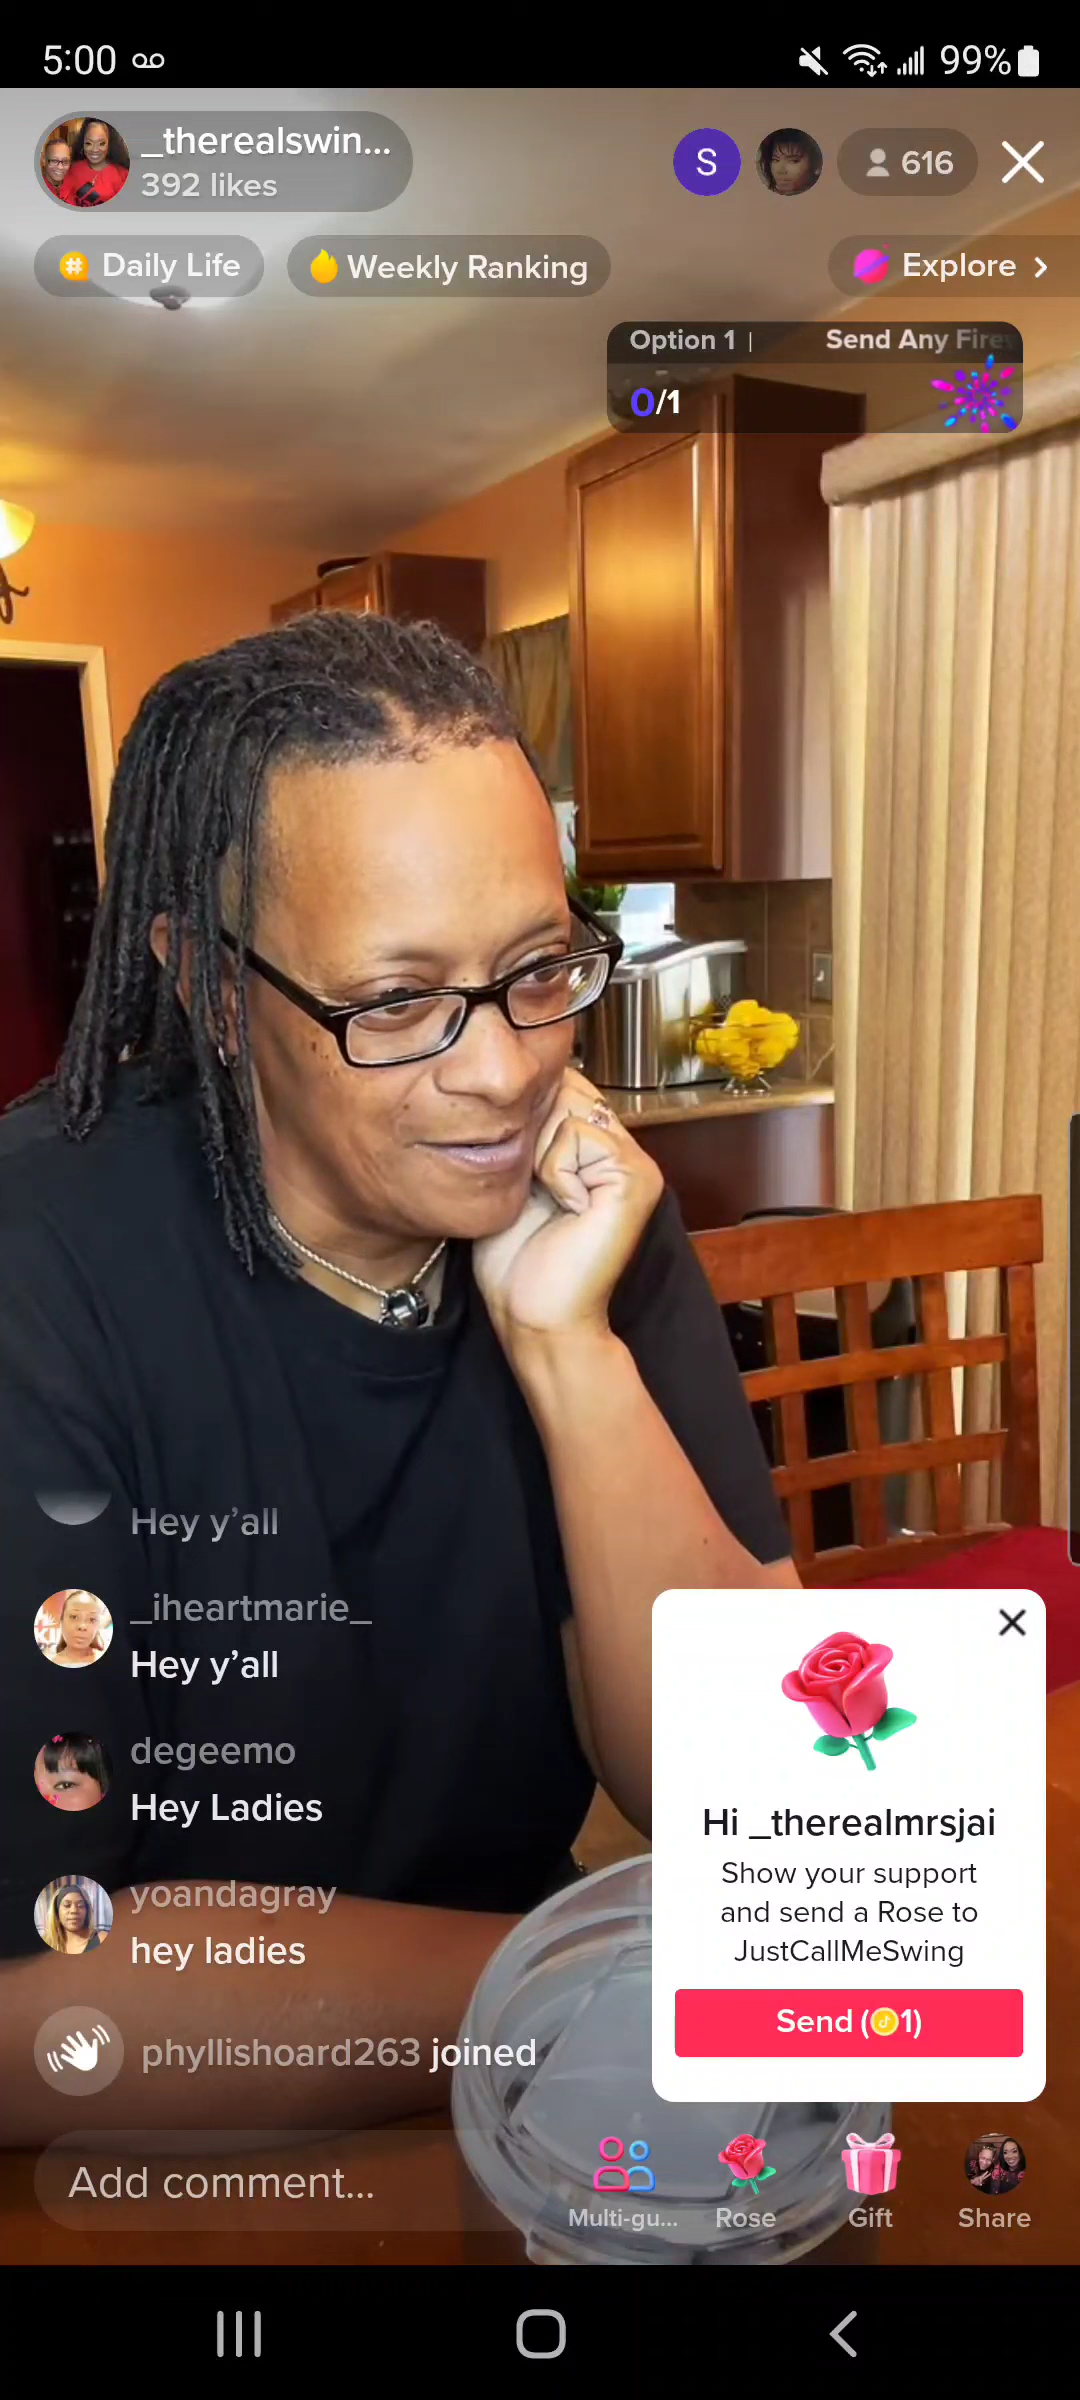 5:00
99%
_therealswin...
392 likes
S
616
Daily Life
Weekly Ranking
Explore
Option 1 |
Send Any Fire
0/1
Hey y’all
_iheartmarie_
Hey y’all
degeemo
Hey Ladies
yoandagray
hey ladies
phyllishoard263 joined
Hi _therealmrsjai
Show your support
and send a Rose to
JustCallMeSwing
Send (1)
Add comment...
Multi-gu...
Rose
Gift
Share